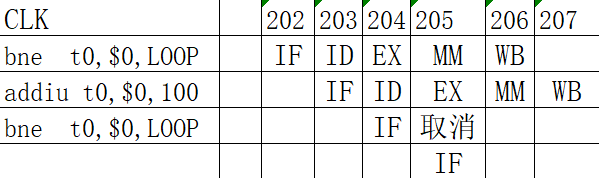 CLK 202 203 204 205 206 207
bne t0,$0,LOOP IF ID EX MM WB
addiu t0,$0,100 IF ID EX MM WB
bne t0,$0,LOOP IF 取消
IF